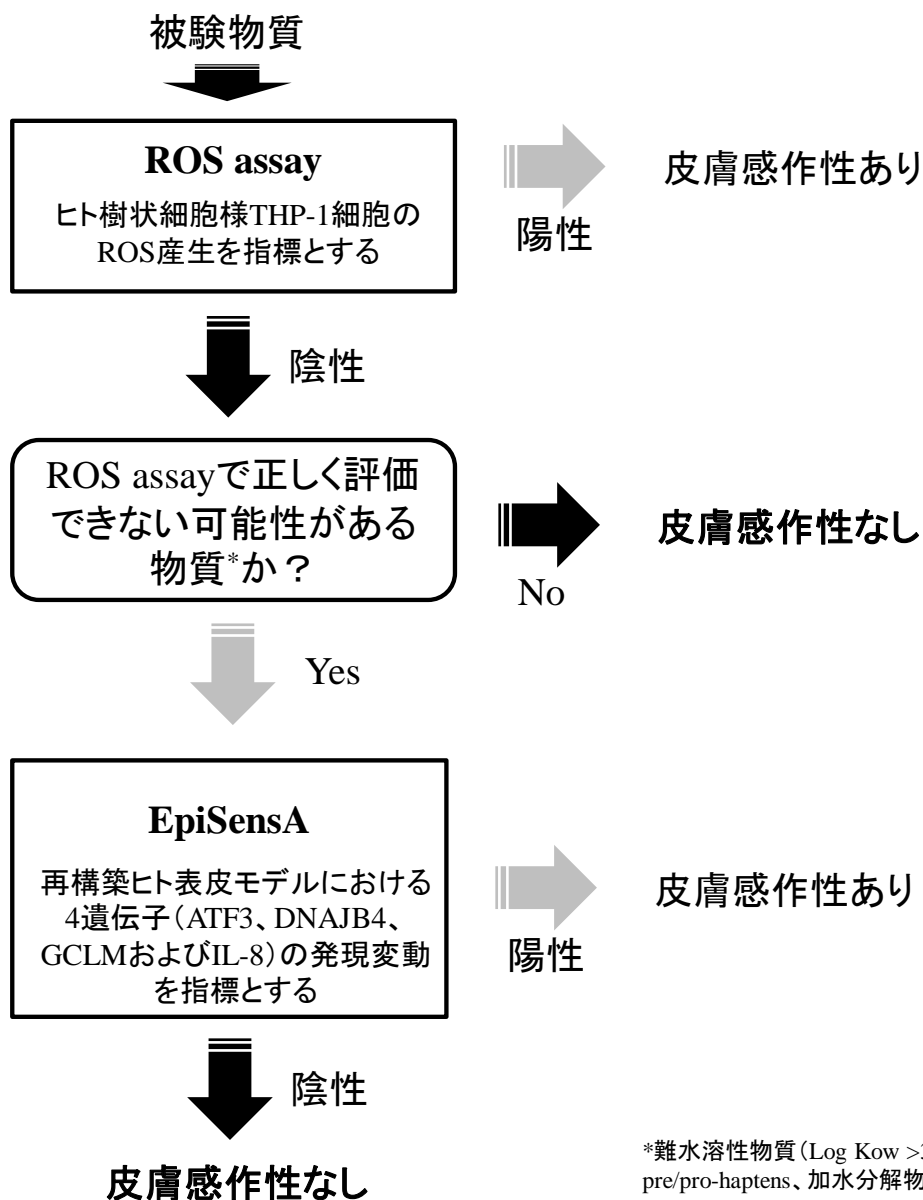 被験物質
ROS assay
ヒト樹状細胞様THP-1細胞の
ROS産生を指標とする
陽性
皮膚感作性あり
陰性
ROS assayで正しく評価
できない可能性がある
物質*か？
No
皮膚感作性なし
Yes
EpiSensA
再構築ヒト表皮モデルにおける
4遺伝子（ATF3、DNAJB4、
GCLMおよびIL-8）の発現変動
を指標とする
陽性
皮膚感作性あり
陰性
皮膚感作性なし
*難水溶性物質（Log Kow >
pre/pro-haptens、加水分解物